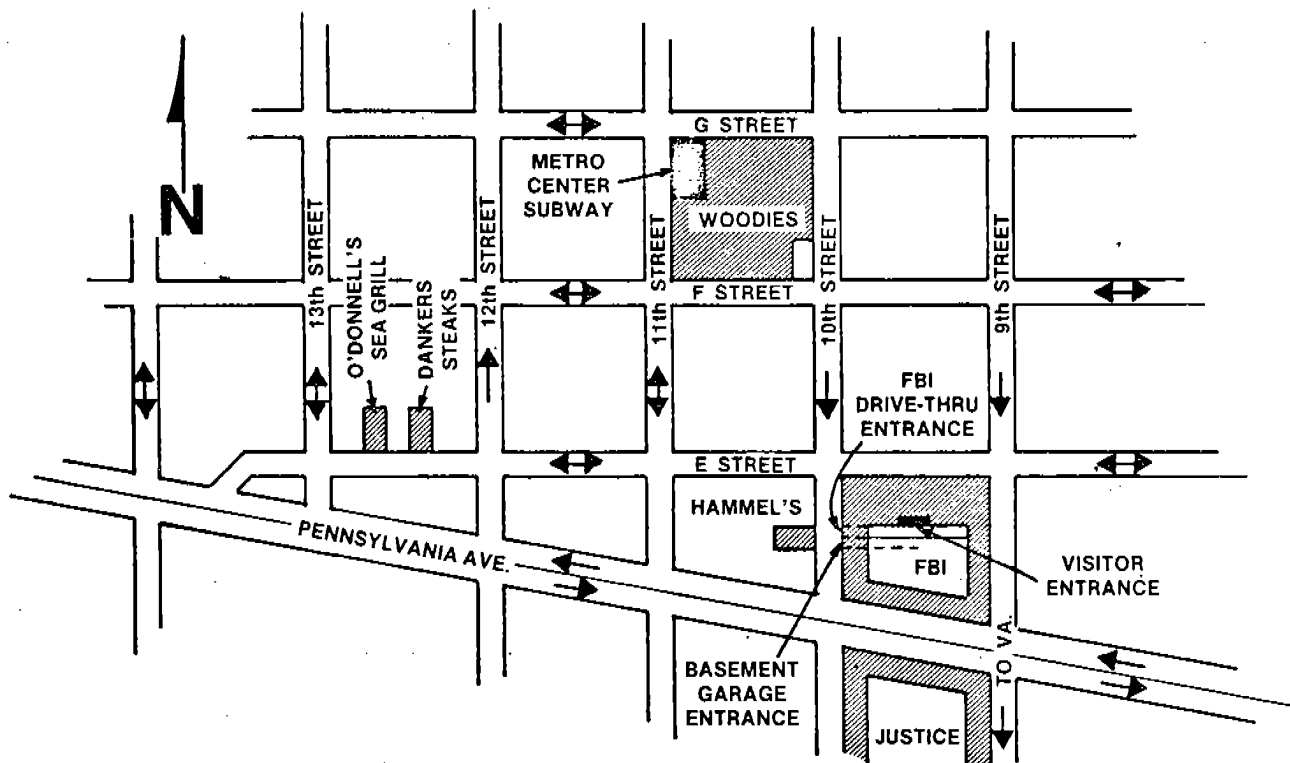 N
G STREET
METRO
CENTER
SUBWAY
WOODIES
F STREET
13th STREET
O'DONNELL'S
SEA GRILL
DANKERS
STEAKS
12th STREET
11th STREET
10th STREET
9th STREET
FBI
DRIVE-THRU
ENTRANCE
E STREET
HAMMEL'S
PENNSYLVANIA AVE.
FBI
VISITOR
ENTRANCE
BASEMENT
GARAGE
ENTRANCE
TO VA.
JUSTICE